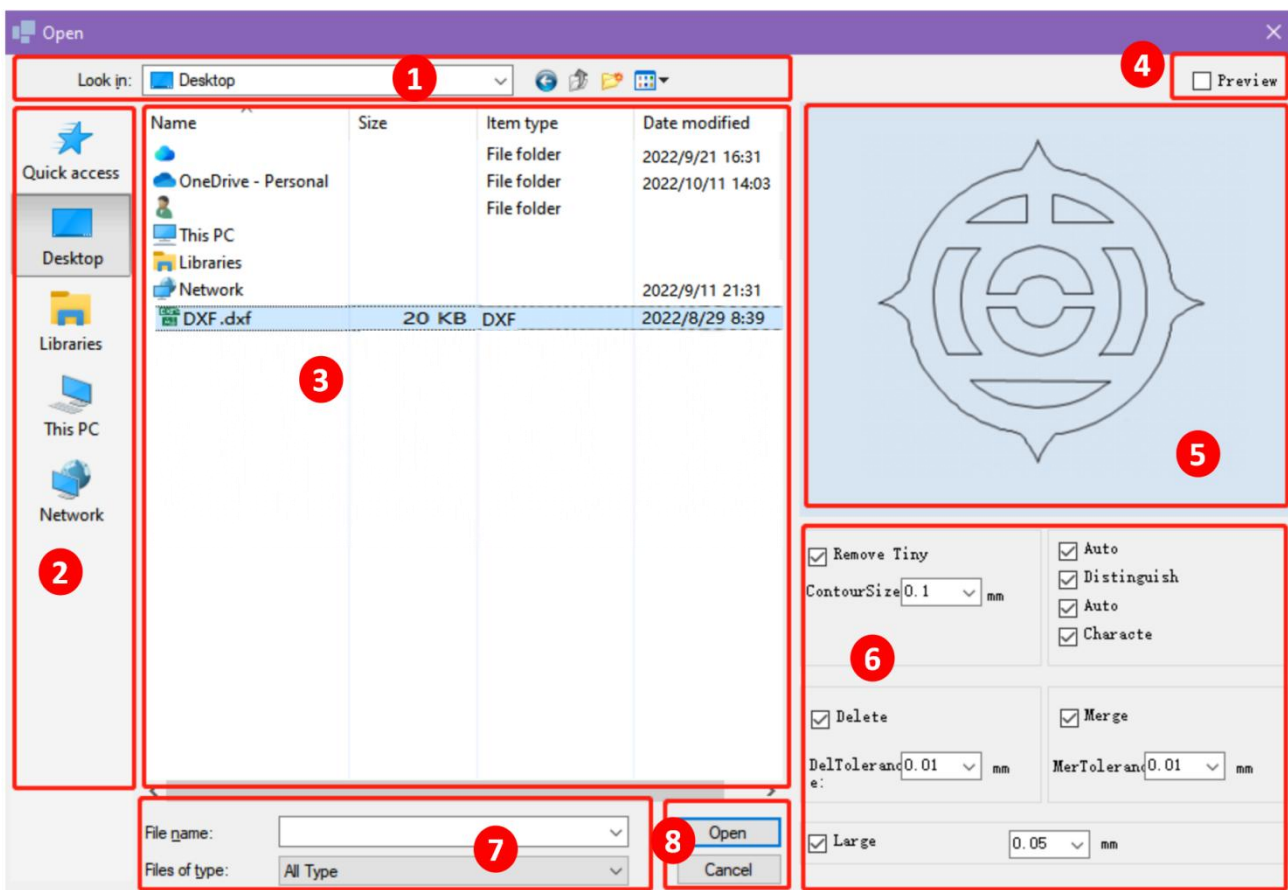 Open
Look in: Desktop 1
4
Preview
Quick access
Desktop
Libraries
This PC
Network
2
Name Size Item type Date modified
File folder 2022/9/21 16:31
OneDrive - Personal File folder 2022/10/11 14:03
File folder
This PC
Libraries
Network 2022/9/11 21:31
DXF.dxf 20 KB DXF 2022/8/29 8:39
3
5
Remove Tiny
ContourSize 0.1 mm
Auto
Distinguish
Auto
Characte
6
Delete
DelToleranc 0.01 mm
e:
Merge
MerToleranc 0.01 mm
Large 0.05 mm
File name:
7
Files of type: All Type
8
Open
Cancel